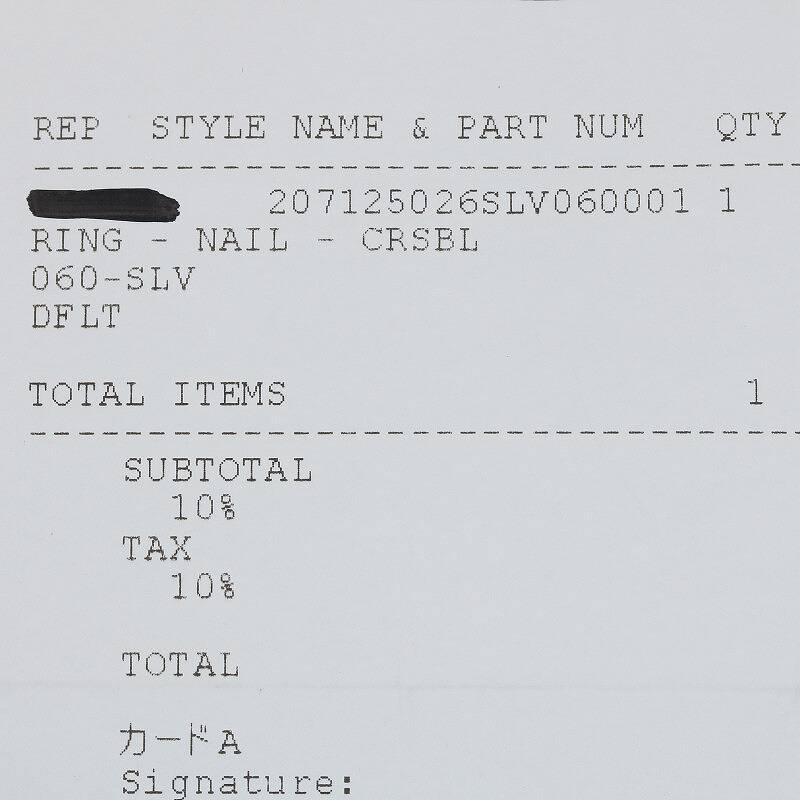 REP STYLE NAME & PART NUM QTY
207125026SLV060001 1
RING - NAIL - CRSBL
060-SLV
DFLT
TOTAL ITEMS 1
SUBTOTAL
10%
TAX
10%
TOTAL
カードA
Signature: